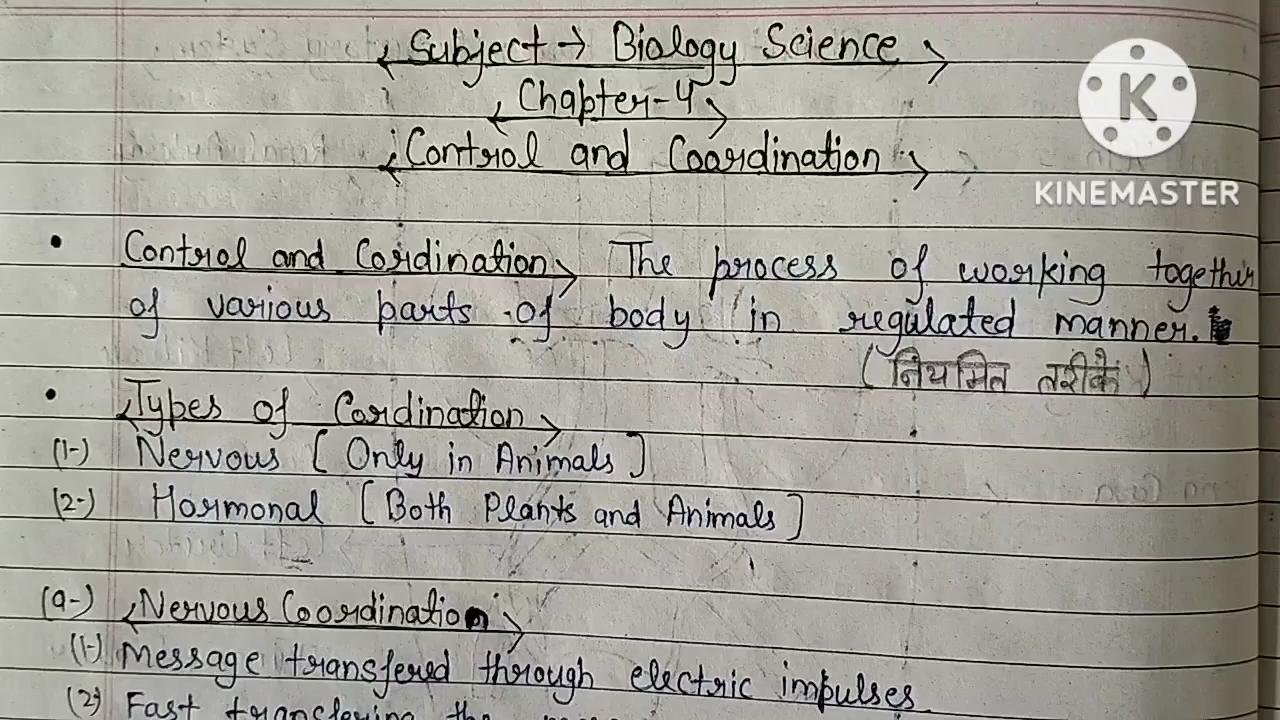 Subject → Biology Science
Chapter-4
Control and Coordination
K
KINEMASTER
• Control and Cordination → The process of working together
of various parts of body in regulated manner.
(नियमित तरीके)
• Types of Cordination
(1-) Nervous [Only in Animals]
(2-) Hormonal [Both Plants and Animals]
(a-) Nervous Coordination
(1-) Message transfered through electric impulses
(2-) Fast